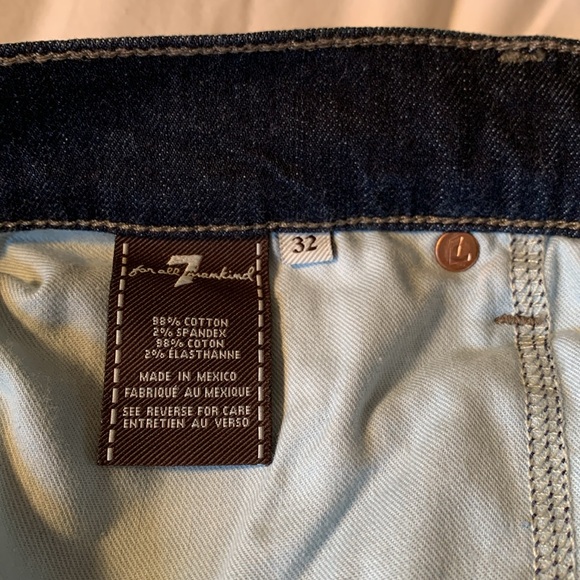 7
for all mankind
32
98% COTTON
2% SPANDEX
98% COTON
2% ÉLASTHANNE
MADE IN MEXICO
FABRIQUÉ AU MEXIQUE
SEE REVERSE FOR CARE
ENTRETIEN AU VERSO